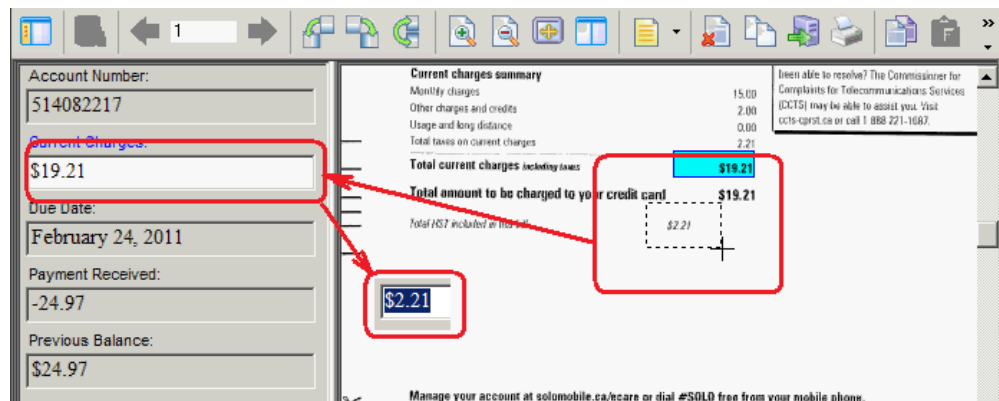 1
»
Account Number:
514082217
Current Charges:
$19.21
Due Date:
February 24, 2011
Payment Received:
-24.97
Previous Balance:
$24.97
Current charges summary
Monthly charges 15.00
Other charges and credits 2.00
Usage and long distance 0.00
Total taxes on current charges 2.21
Total current charges including taxes $19.21
Total amount to be charged to your credit card $19.21
Total HST included in this bill $2.21
been able to resolve? The Commissioner for
Complaints for Telecommunications Services
(CCTS) may be able to assist you. Visit
ccts-cprst.ca or call 1 888 221-1687.
$2.21
Manage your account at solomobile.ca/ecare or dial #SOLO free from your mobile phone.